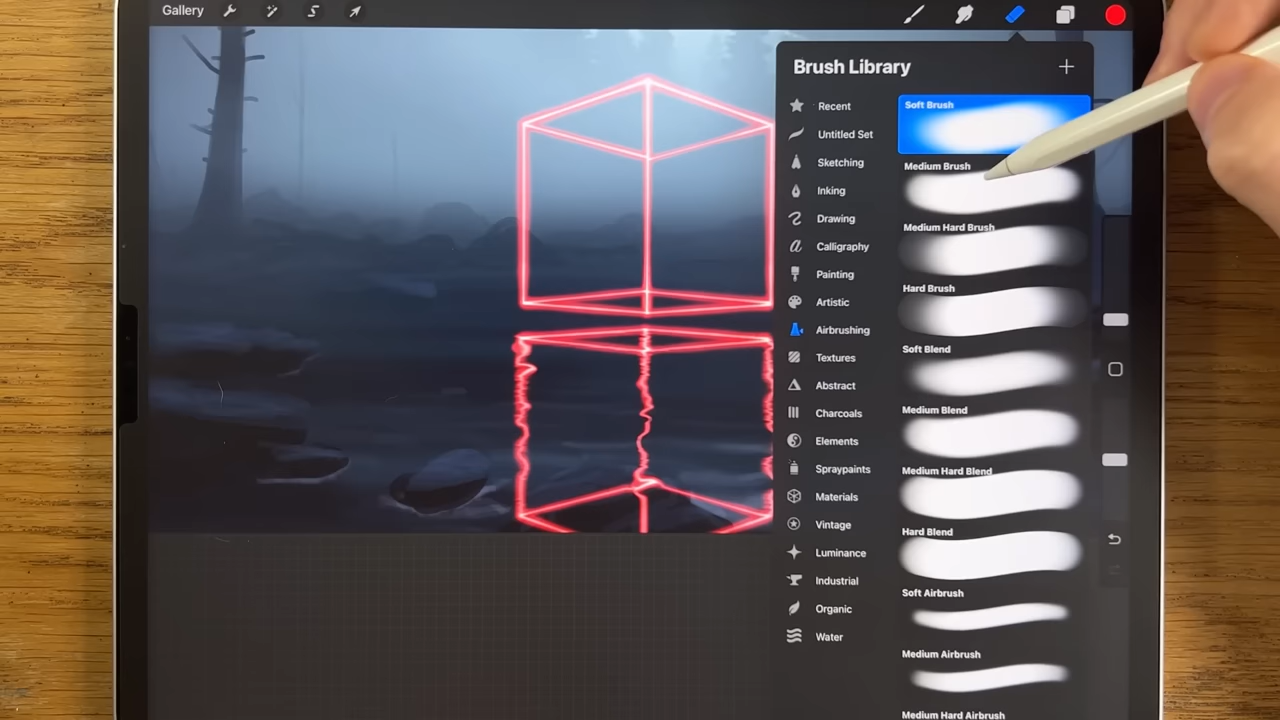 Gallery
Brush Library
Recent
Untitled Set
Sketching
Inking
Drawing
Calligraphy
Painting
Artistic
Airbrushing
Textures
Abstract
Charcoals
Elements
Spraypaints
Materials
Vintage
Luminance
Industrial
Organic
Water
Soft Brush
Medium Brush
Medium Hard Brush
Hard Brush
Soft Blend
Medium Blend
Medium Hard Blend
Hard Blend
Soft Airbrush
Medium Airbrush
Medium Hard Airbrush